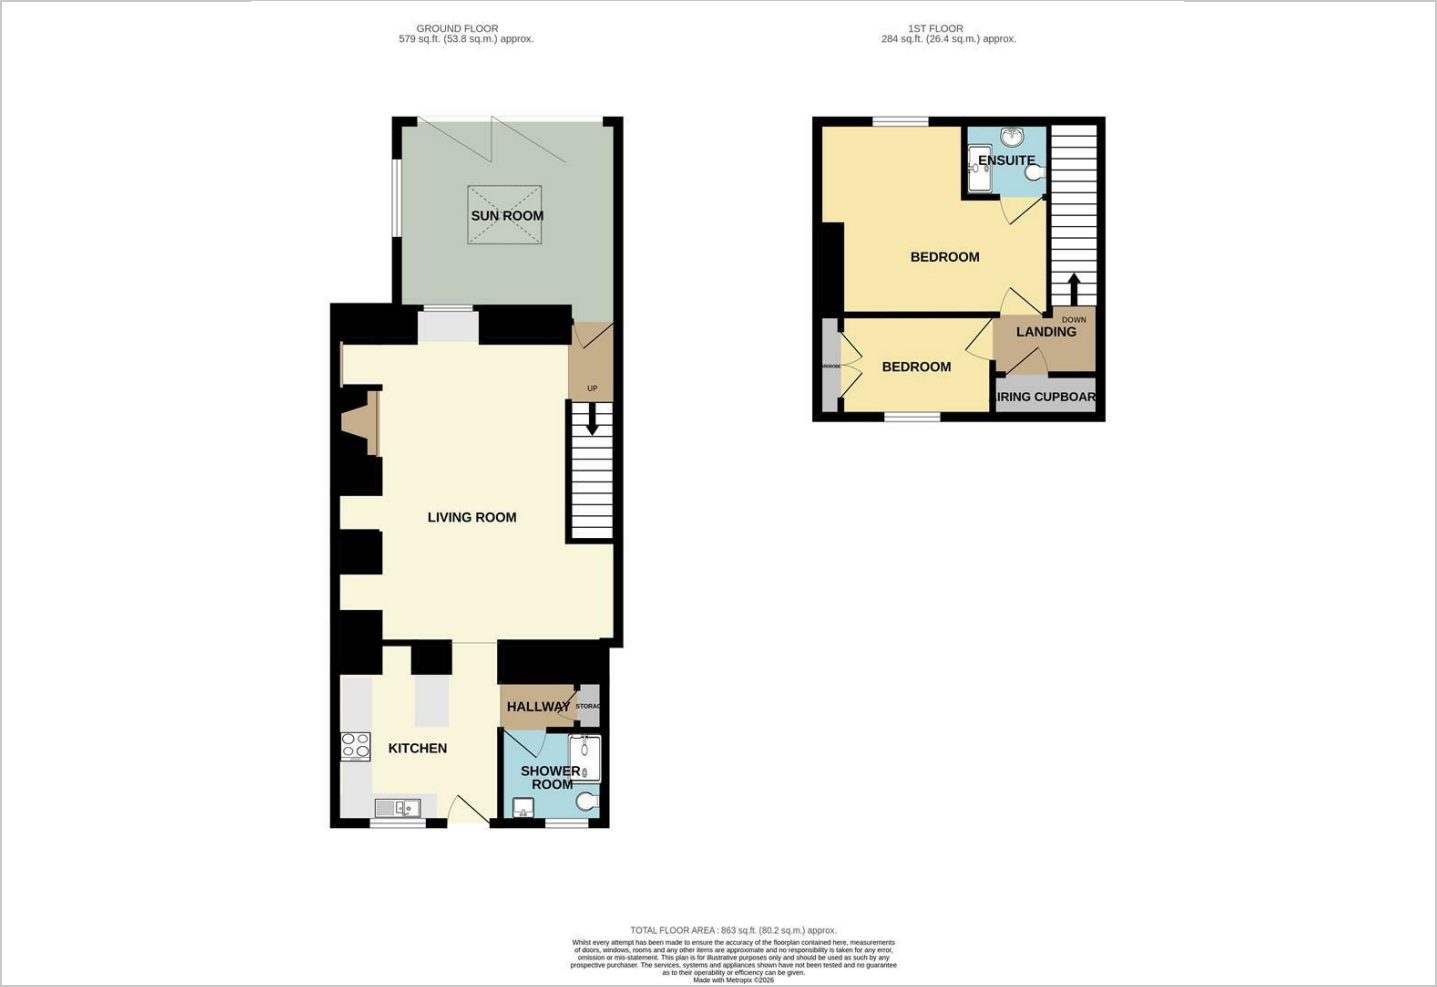 GROUND FLOOR
579 sq.ft. (53.8 sq.m.) approx.
1ST FLOOR
284 sq.ft. (26.4 sq.m.) approx.
SUN ROOM
UP
LIVING ROOM
HALLWAY
STORAG
KITCHEN
SHOWER
ROOM
ENSUITE
BEDROOM
DOWN
LANDING
BEDROOM
AIRING CUPBOAR
TOTAL FLOOR AREA : 863 sq.ft. (80.2 sq.m.) approx.
Whilst every attempt has been made to ensure the accuracy of the floorplan contained here, measurements
of doors, windows, rooms and any other items are approximate and no responsibility is taken for any error,
omission or mis-statement. This plan is for illustrative purposes only and should be used as such by any
prospective purchaser. The services, systems and appliances shown have not been tested and no guarantee
as to their operability or efficiency can be given.
Made with Metropix ©2026